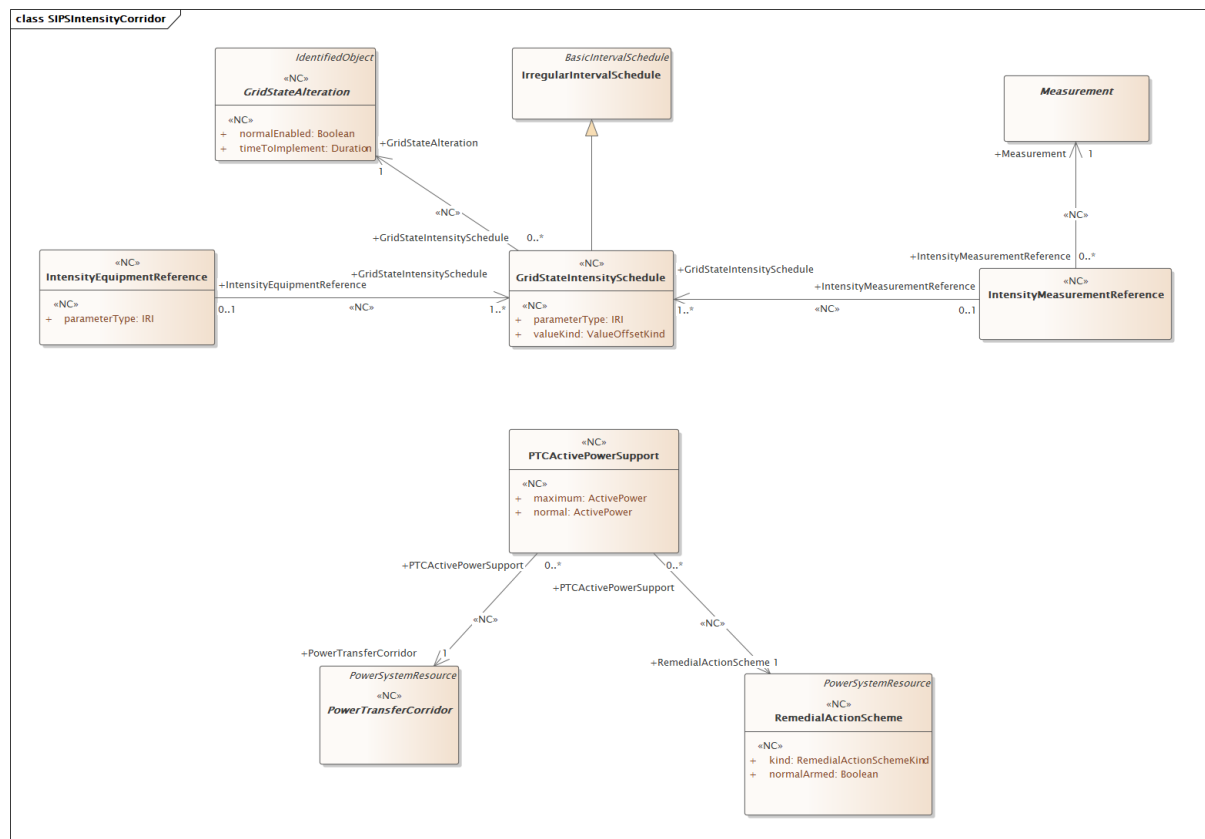 class SIPSIntensityCorridor
IdentifiedObject
«NC»
GridStateAlteration
«NC»
+ normalEnabled: Boolean
+ timeToImplement: Duration
BasicIntervalSchedule
IrregularIntervalSchedule
Measurement
+GridStateAlteration
1
+Measurement 1
«NC»
«NC»
+GridStateIntensitySchedule 0..*
0..*
+IntensityMeasurementReference
«NC»
IntensityEquipmentReference
«NC»
+ parameterType: IRI
+GridStateIntensitySchedule
+IntensityEquipmentReference
0..1
«NC»
1..*
«NC»
GridStateIntensitySchedule
«NC»
+ parameterType: IRI
+ valueKind: ValueOffsetKind
+GridStateIntensitySchedule
+IntensityMeasurementReference
1..*
«NC»
0..1
«NC»
IntensityMeasurementReference
«NC»
PTCActivePowerSupport
«NC»
+ maximum: ActivePower
+ normal: ActivePower
+PTCActivePowerSupport 0..*
0..*
+PTCActivePowerSupport
«NC»
«NC»
+PowerTransferCorridor 1
+RemedialActionScheme 1
PowerSystemResource
«NC»
PowerTransferCorridor
PowerSystemResource
«NC»
RemedialActionScheme
«NC»
+ kind: RemedialActionSchemeKind
+ normalArmed: Boolean